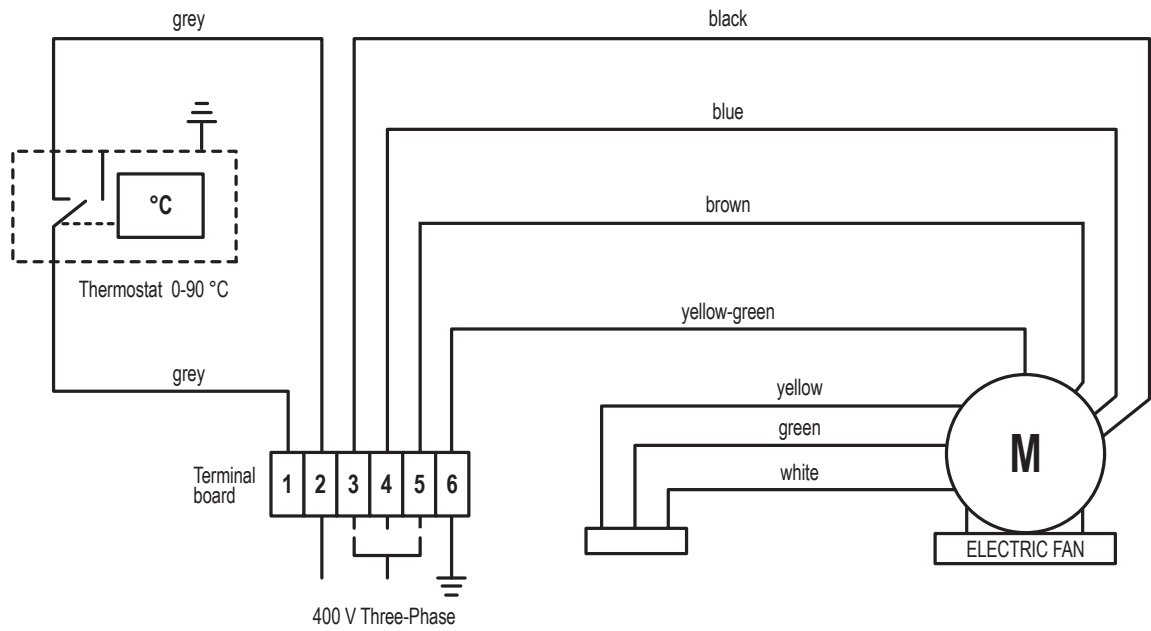 grey
black
blue
°C
brown
Thermostat 0-90 °C
yellow-green
grey
yellow
green
white
M
Terminal
board
1 2 3 4 5 6
ELECTRIC FAN
400 V Three-Phase